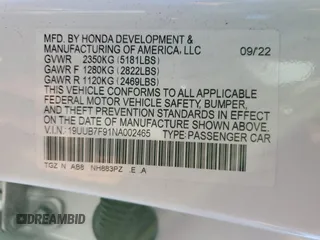 MFD. BY HONDA DEVELOPMENT &
MANUFACTURING OF AMERICA, LLC 09/22
GVWR 2350KG (5181LBS)
GAWR F 1280KG (2822LBS)
GAWR R 1120KG (2469LBS)
THIS VEHICLE CONFORMS TO ALL APPLICABLE
FEDERAL MOTOR VEHICLE SAFETY, BUMPER,
AND THEFT PREVENTION STANDARDS IN EFFECT
ON THE DATE OF MANUFACTURE SHOWN ABOVE.
V.I.N.: 19UUB7F91NA002465 TYPE:PASSENGER CAR
TGZ N A88 NH883PZ .E .A
DREAMBID